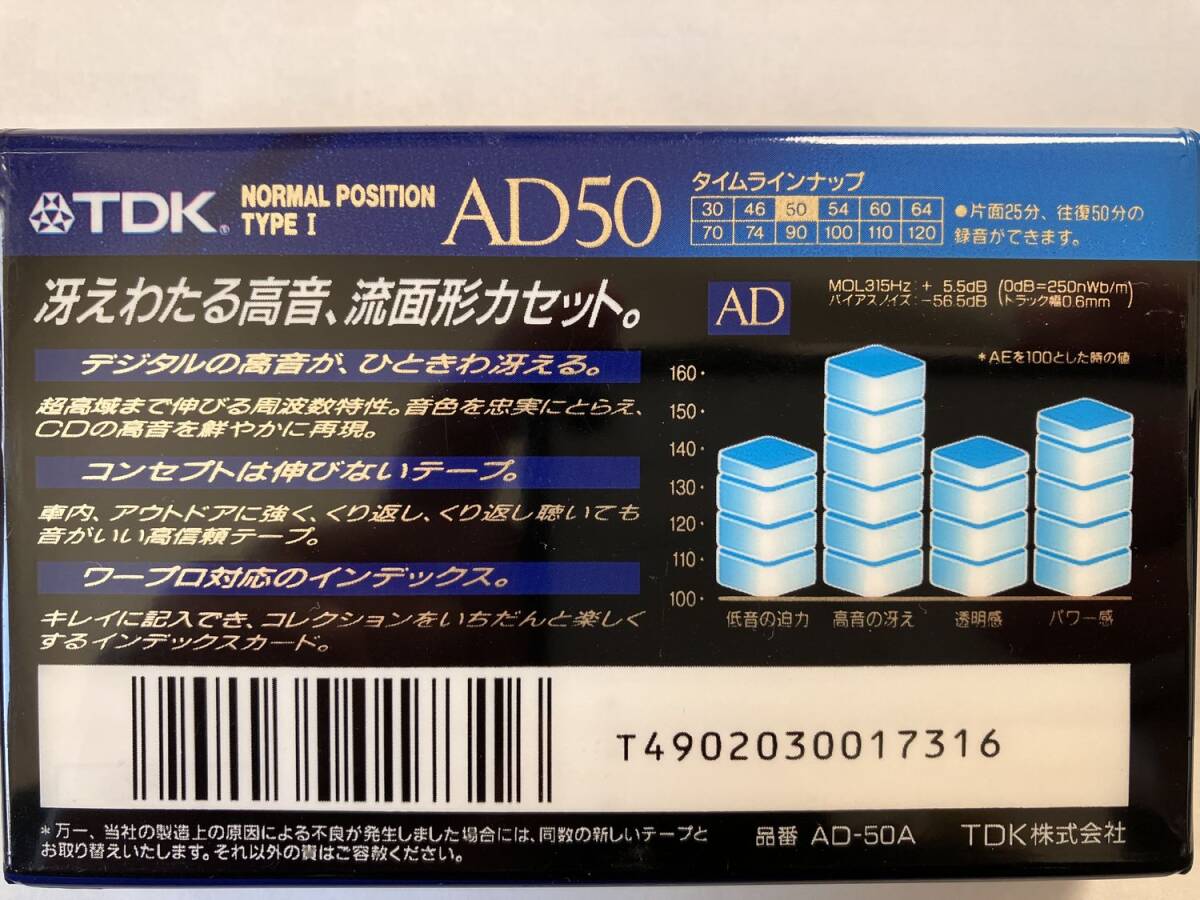 TDK® NORMAL POSITION TYPE I AD50
タイムラインナップ
30 46 50 54 60 64
70 74 90 100 110 120
●片面25分、往復50分の
録音ができます。
冴えわたる高音、流面形カセット。
デジタルの高音が、ひときわ冴える。
超高域まで伸びる周波数特性。音色を忠実にとらえ、
CDの高音を鮮やかに再現。
コンセプトは伸びないテープ。
車内、アウトドアに強く、くり返し、くり返し聴いても
音がいい高信頼テープ。
ワープロ対応のインデックス。
キレイに記入でき、コレクションをいちだんと楽しく
するインデックスカード。
AD
MOL315Hz:+ 5.5dB (0dB=250nWb/m)
バイアスノイズ:-56.5dB (トラック幅0.6mm)
*AEを100とした時の値
160
150
140
130
120
110
100
低音の迫力 高音の冴え 透明感 パワー感
T4902030017316
*万一、当社の製造上の原因による不良が発生しました場合には、同数の新しいテープと
お取り替えいたします。それ以外の責はご容赦ください。
品番 AD-50A TDK株式会社